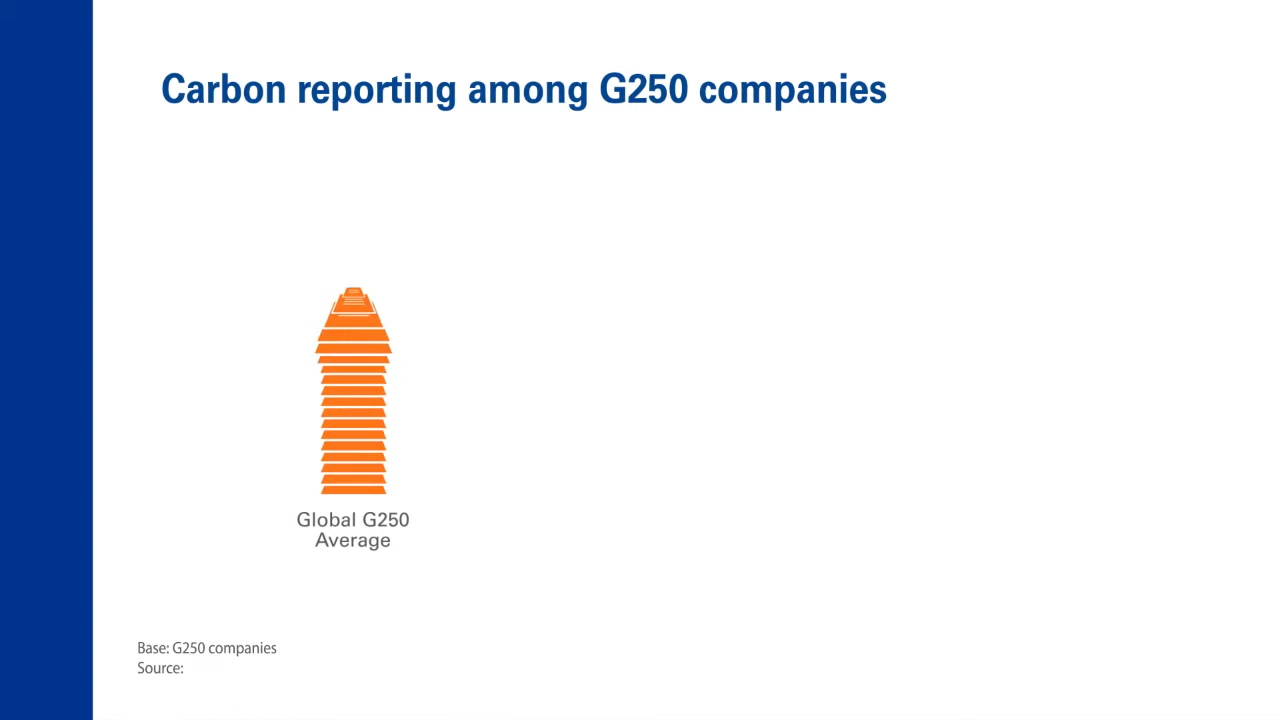 Carbon reporting among G250 companies
Global G250
Average
Base: G250 companies
Source: